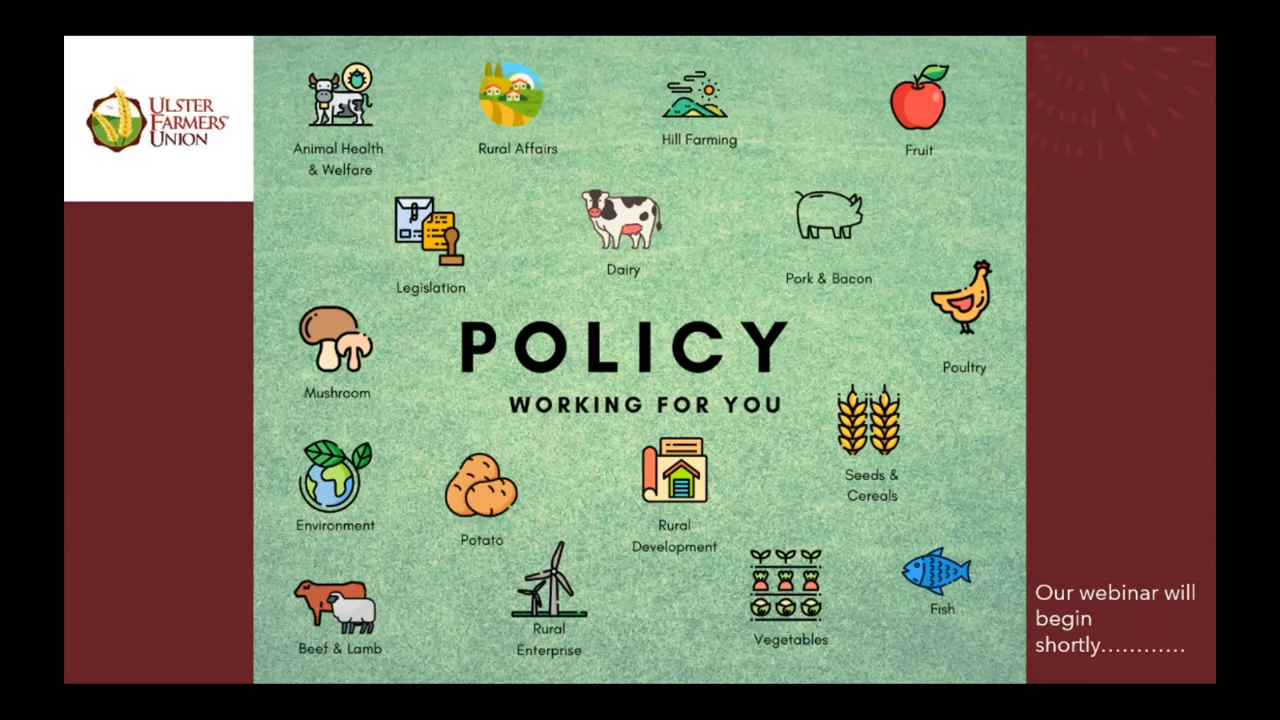 ULSTER
FARMERS'
UNION
Animal Health
& Welfare
Rural Affairs
Hill Farming
Fruit
Legislation
Dairy
Pork & Bacon
Poultry
Mushroom
POLICY
WORKING FOR YOU
Seeds &
Cereals
Environment
Potato
Rural
Development
Beef & Lamb
Rural
Enterprise
Vegetables
Fish
Our webinar will
begin
shortly…………